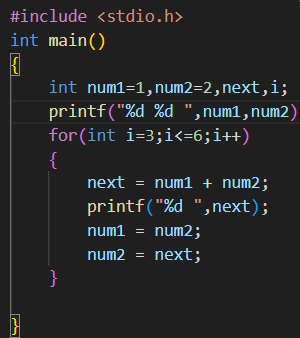 #include <stdio.h>
int main()
{
    int num1=1,num2=2,next,i;
    printf("%d %d ",num1,num2)
    for(int i=3;i<=6;i++)
    {
        next = num1 + num2;
        printf("%d ",next);
        num1 = num2;
        num2 = next;
    }
}